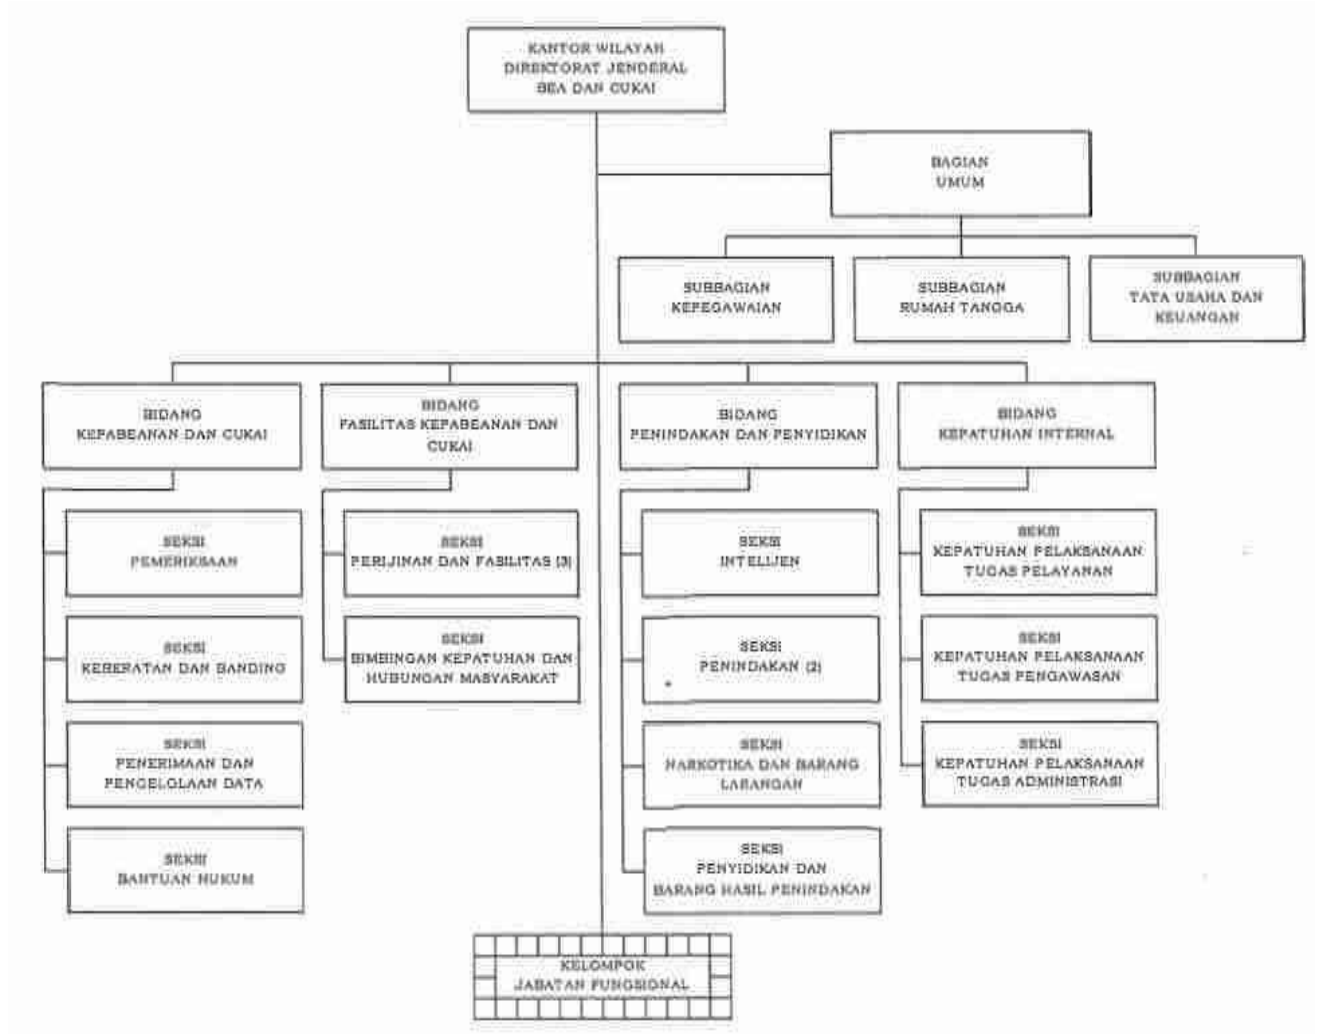 KANTOR WILAYAH
DIREKTORAT JENDERAL
BEA DAN CUKAI
BAGIAN
UMUM
SUBBAGIAN
KEPEGAWAIAN
SUBBAGIAN
RUMAH TANGGA
SUBBAGIAN
TATA USAHA DAN
KEUANGAN
BIDANG
KEPABEANAN DAN CUKAI
BIDANG
FASILITAS KEPABEANAN DAN
CUKAI
BIDANG
PENINDAKAN DAN PENYIDIKAN
BIDANG
KEPATUHAN INTERNAL
SEKSI
PEMERIKSAAN
SEKSI
KEBERATAN DAN BANDING
SEKSI
PENERIMAAN DAN
PENGELOLAAN DATA
SEKSI
BANTUAN HUKUM
SEKSI
PERIJINAN DAN FASILITAS (3)
SEKSI
BIMBINGAN KEPATUHAN DAN
HUBUNGAN MASYARAKAT
SEKSI
INTELIJEN
SEKSI
PENINDAKAN (2)
SEKSI
NARKOTIKA DAN BARANG
LARANGAN
SEKSI
PENYIDIKAN DAN
BARANG HASIL PENINDAKAN
SEKSI
KEPATUHAN PELAKSANAAN
TUGAS PELAYANAN
SEKSI
KEPATUHAN PELAKSANAAN
TUGAS PENGAWASAN
SEKSI
KEPATUHAN PELAKSANAAN
TUGAS ADMINISTRASI
KELOMPOK
JABATAN FUNGSIONAL